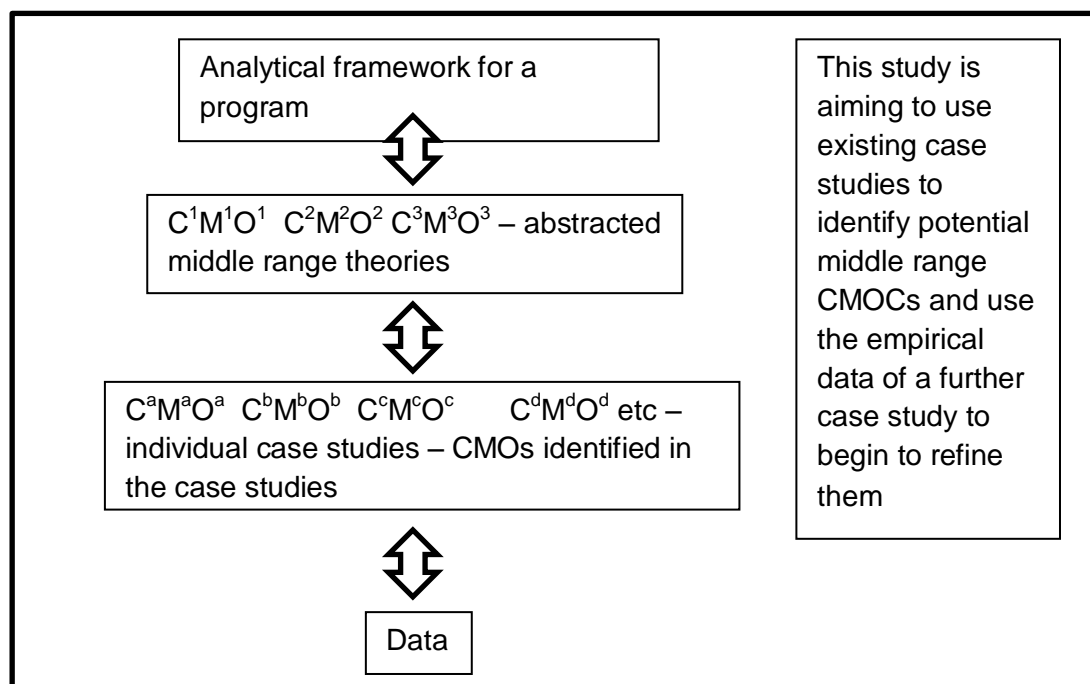 Analytical framework for a
program
C¹M¹O¹ C²M²O² C³M³O³ – abstracted
middle range theories
CᵃMᵃOᵃ CᵇMᵇOᵇ CᶜMᶜOᶜ CᵈMᵈOᵈ etc –
individual case studies – CMOs identified in
the case studies
Data
This study is
aiming to use
existing case
studies to
identify potential
middle range
CMOCs and use
the empirical
data of a further
case study to
begin to refine
them